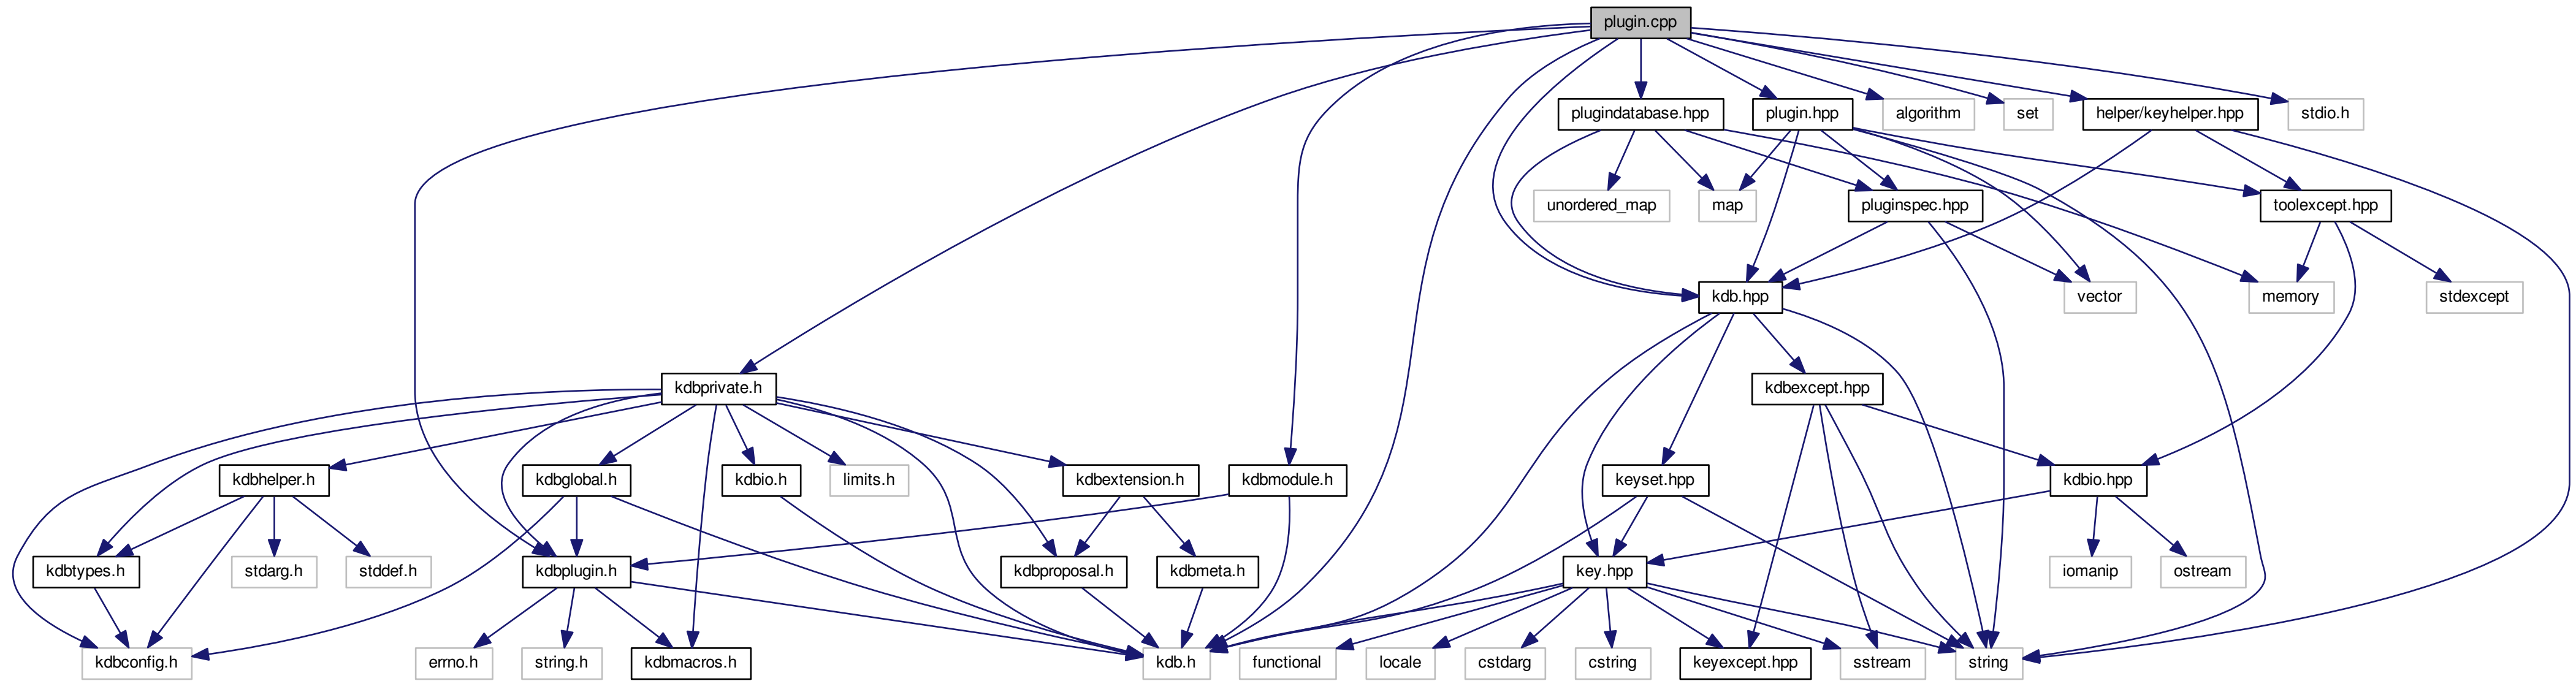 plugin.cpp
plugindatabase.hpp
plugin.hpp
algorithm
set
helper/keyhelper.hpp
stdio.h
unordered_map
map
pluginspec.hpp
toolexcept.hpp
kdb.hpp
vector
memory
stdexcept
kdbprivate.h
kdbexcept.hpp
kdbhelper.h
kdbglobal.h
kdbio.h
limits.h
kdbextension.h
kdbmodule.h
keyset.hpp
kdbio.hpp
kdbtypes.h
stdarg.h
stddef.h
kdbplugin.h
kdbproposal.h
kdbmeta.h
key.hpp
iomanip
ostream
kdbconfig.h
errno.h
string.h
kdbmacros.h
kdb.h
functional
locale
cstdarg
cstring
keyexcept.hpp
sstream
string